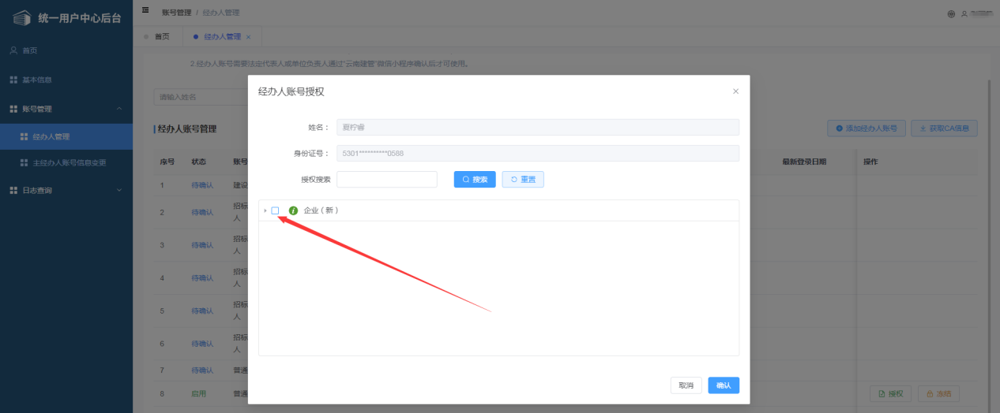 统一用户中心后台
账号管理 / 经办人管理
首页
经办人管理 ×
首页
基本信息
账号管理
经办人管理
主经办人账号信息变更
日志查询
2.经办人账号需要法定代表人或单位负责人通过“云南建管”微信小程序确认后才可使用。
请输入姓名
经办人账号管理
添加经办人账号
获取CA信息
序号 状态 账号 最新登录日期 操作
1 待确认 建设
2 待确认 招标
人
3 待确认 招标
人
4 待确认 招标
人
5 待确认 招标
人
6 待确认 招标
人
7 待确认 普通
8 启用 普通 授权 冻结
经办人账号授权
姓名：夏柠睿
身份证号：5301**********0588
授权搜索 搜索 重置
企业（新）
取消 确认